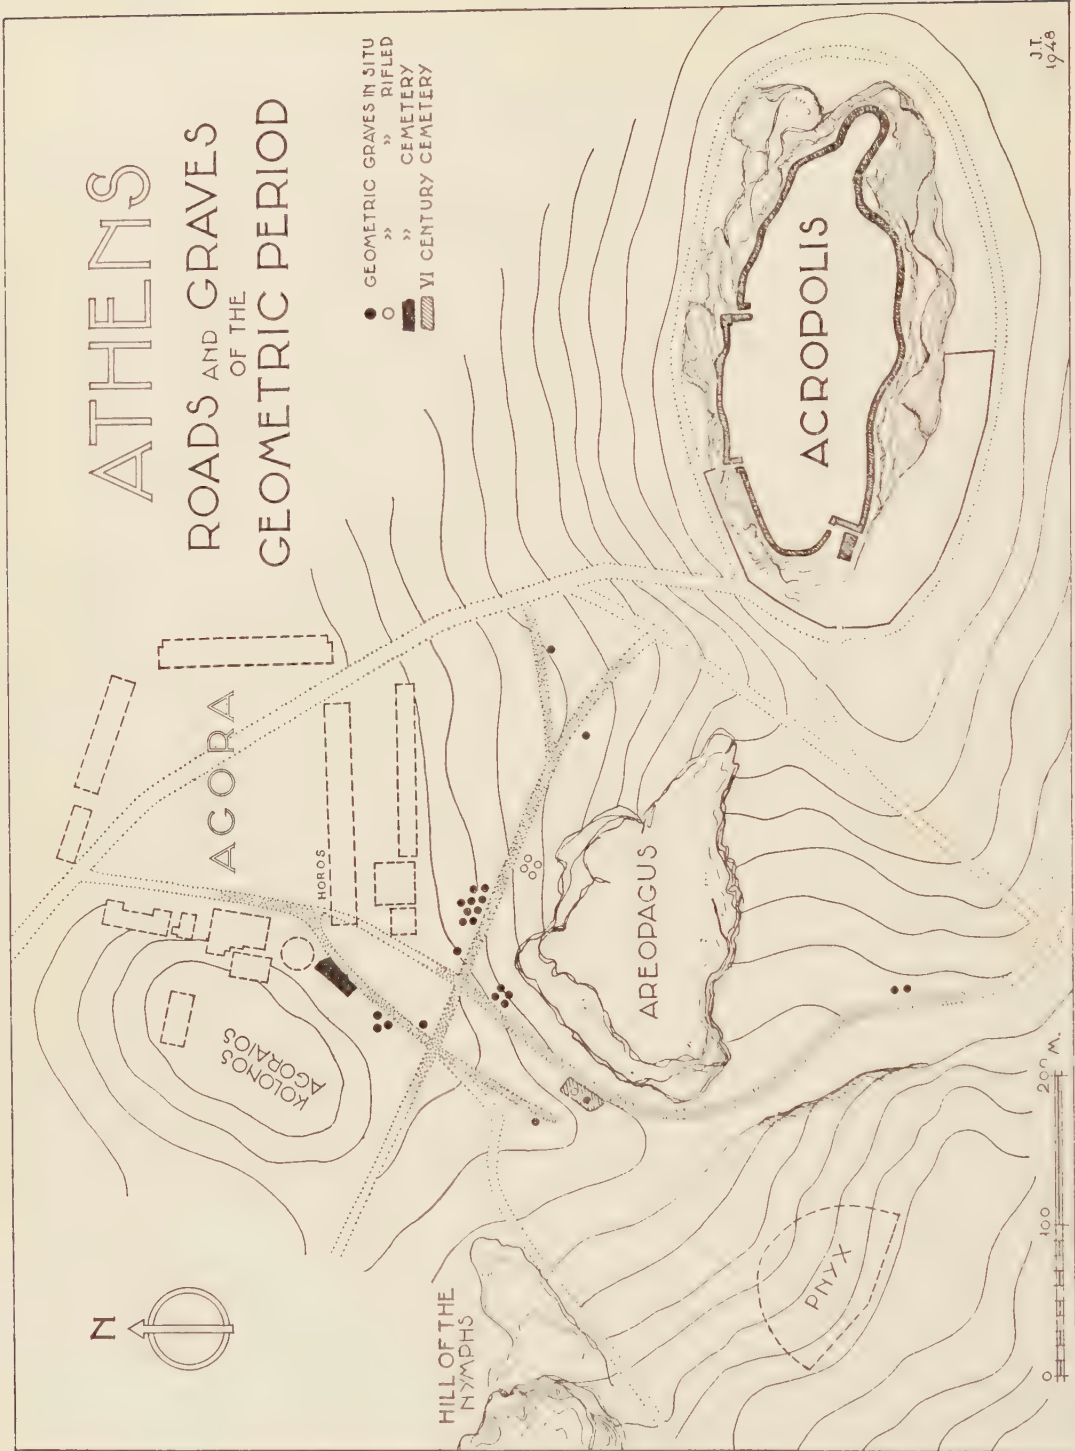 ATHENS
ROADS AND GRAVES
OF THE
GEOMETRIC PERIOD
GEOMETRIC GRAVES IN SITU
" " RIFLED
" CEMETERY
VI CENTURY CEMETERY
N
KOLONOS
AGORAIOS
AGORA
HOROS
HILL OF THE
NYMPHS
AREOPAGUS
ACROPOLIS
PNYX
0 100 200 M.
J.T.
1948